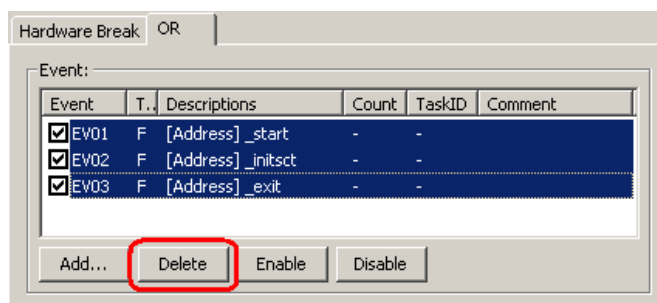 Hardware Break OR
Event:
Event T.. Descriptions Count TaskID Comment
EV01 F [Address] _start - -
EV02 F [Address] _initsct - -
EV03 F [Address] _exit - -
Add... Delete Enable Disable